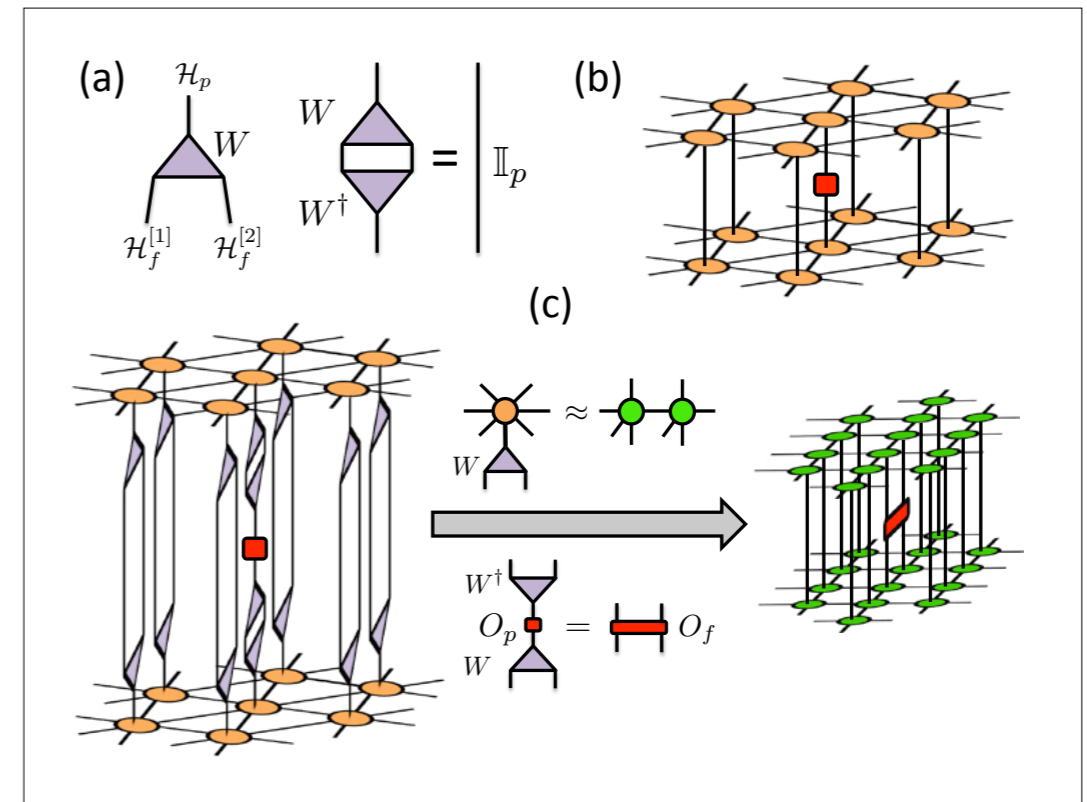 (a)
ℋ_p
W
ℋ_f^{[1]} ℋ_f^{[2]}
W
W†
=
𝕀_p
(b)
(c)
≈
W
W†
O_p = O_f
W